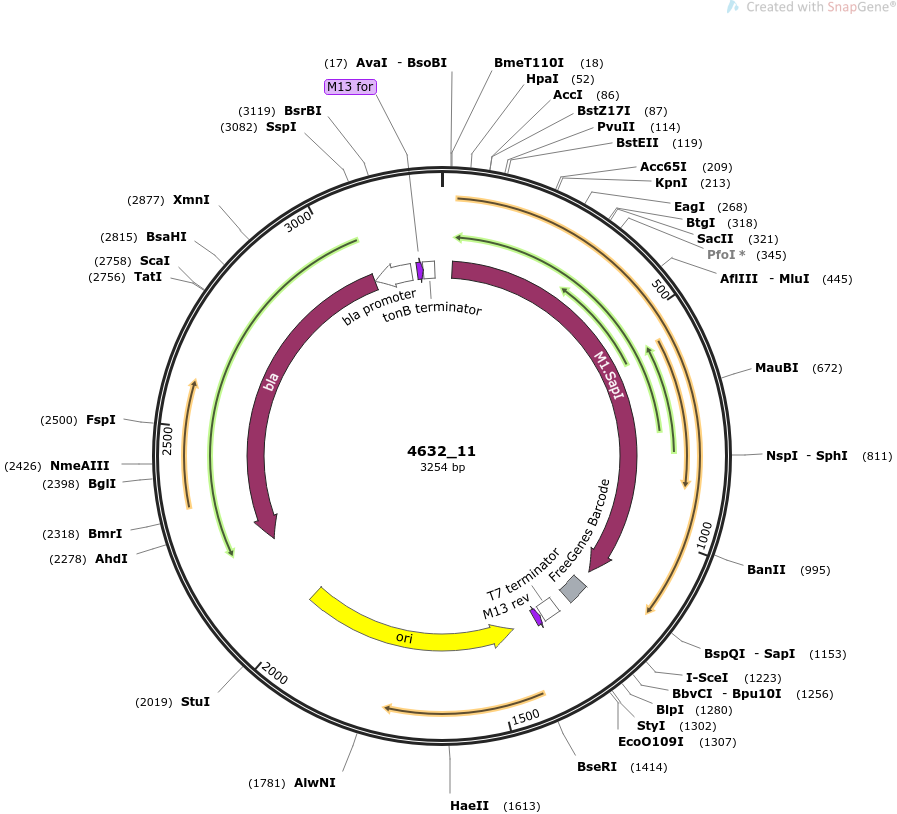 Created with SnapGene®
(17) AvaI - BsoBI
BmeT110I (18)
HpaI (52)
AccI (86)
BstZ17I (87)
PvuII (114)
BstEII (119)
Acc65I (209)
KpnI (213)
EagI (268)
BtgI (318)
SacII (321)
PfoI * (345)
AflIII - MluI (445)
MauBI (672)
NspI - SphI (811)
BanII (995)
BspQI - SapI (1153)
I-SceI (1223)
BbvCI - Bpu10I (1256)
BlpI (1280)
StyI (1302)
EcoO109I (1307)
BseRI (1414)
HaeII (1613)
(1781) AlwNI
(2019) StuI
(2278) AhdI
(2318) BmrI
(2398) BglI
(2426) NmeAIII
(2500) FspI
(2756) TatI
(2758) ScaI
(2815) BsaHI
(2877) XmnI
(3082) SspI
(3119) BsrBI
M13 for
500
1000
1500
2000
2500
3000
bla promoter
tonB terminator
M1.SapI
bla
4632_11
3254 bp
FreeGenes Barcode
T7 terminator
M13 rev
ori